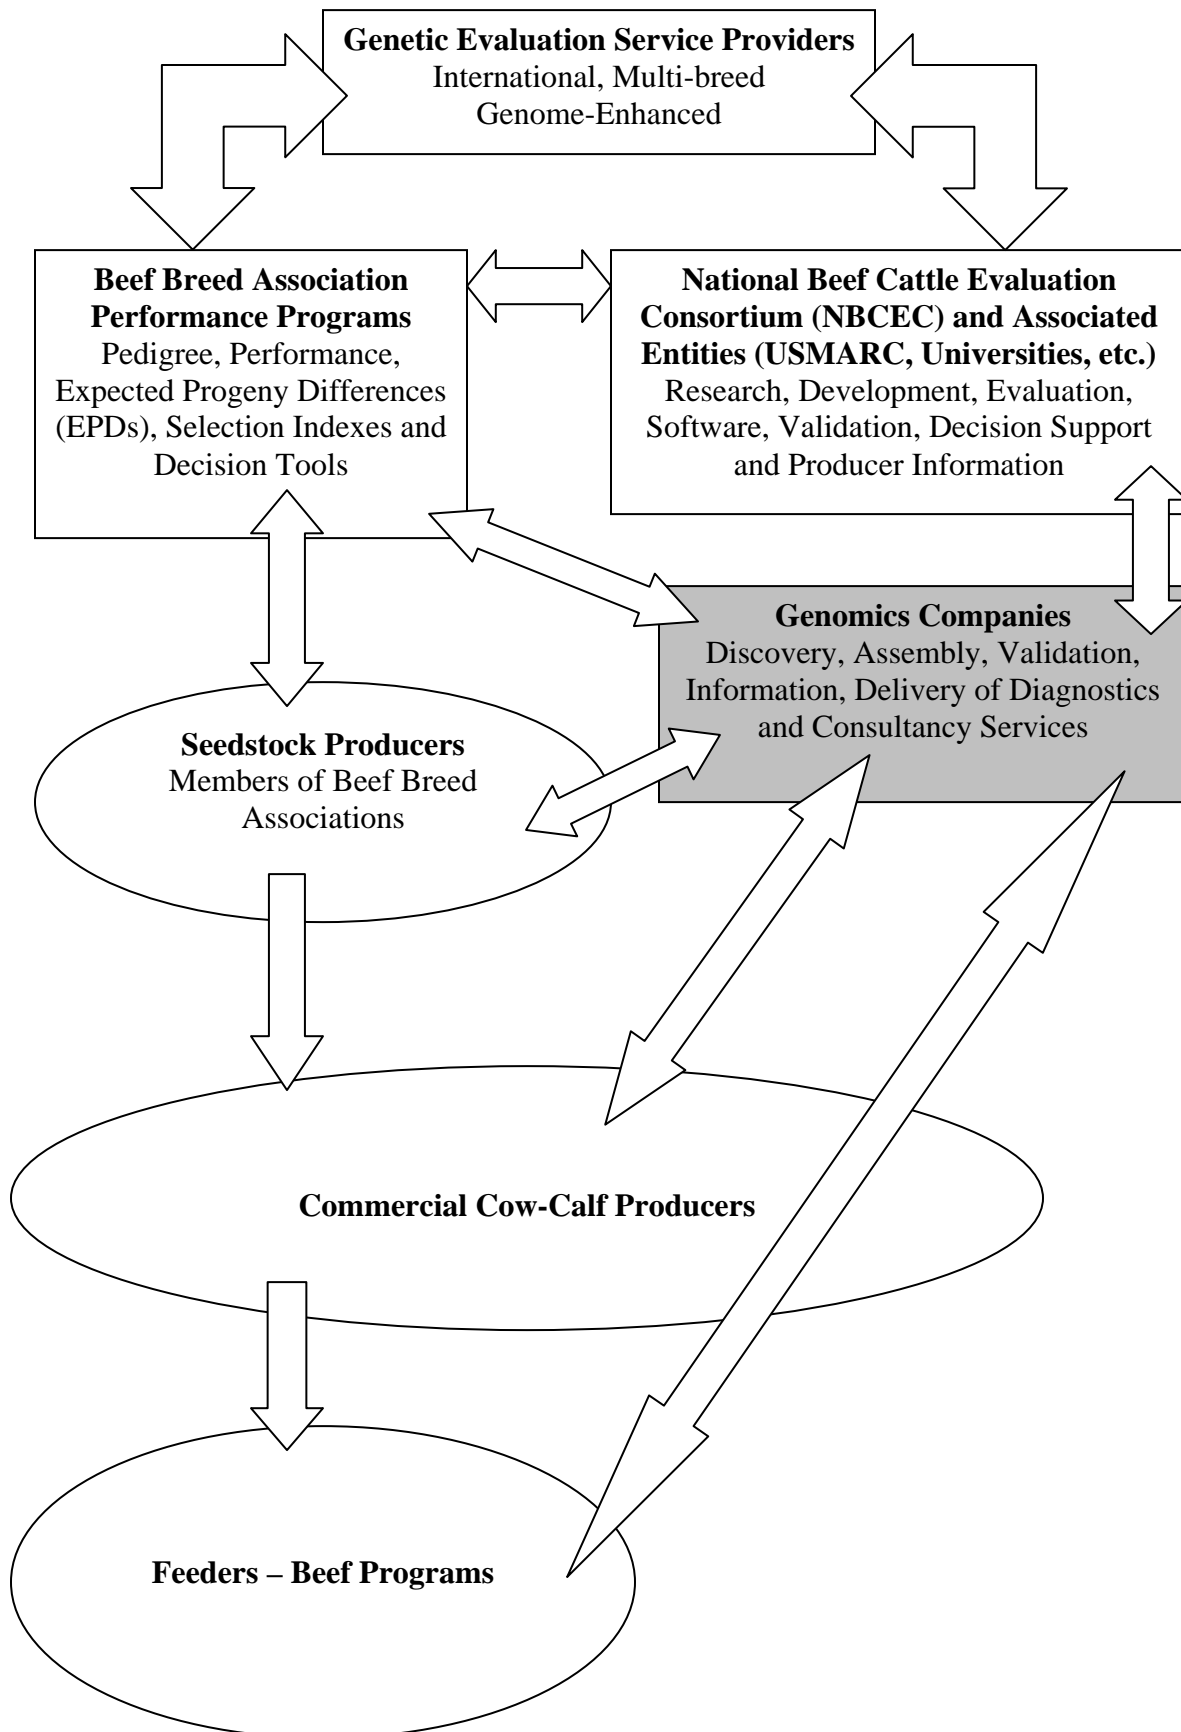 Genetic Evaluation Service Providers
International, Multi-breed
Genome-Enhanced
Beef Breed Association
Performance Programs
Pedigree, Performance,
Expected Progeny Differences
(EPDs), Selection Indexes and
Decision Tools
National Beef Cattle Evaluation
Consortium (NBCEC) and Associated
Entities (USMARC, Universities, etc.)
Research, Development, Evaluation,
Software, Validation, Decision Support
and Producer Information
Genomics Companies
Discovery, Assembly, Validation,
Information, Delivery of Diagnostics
and Consultancy Services
Seedstock Producers
Members of Beef Breed
Associations
Commercial Cow-Calf Producers
Feeders – Beef Programs